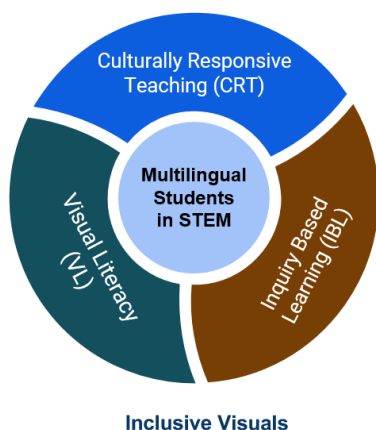 Culturally Responsive
Teaching (CRT)
Multilingual
Students
in STEM
Visual Literacy
(VL)
Inquiry Based
Learning (IBL)
Inclusive Visuals